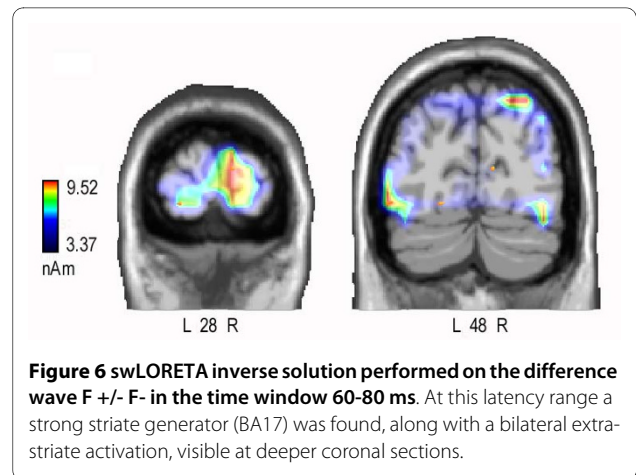 9.52
3.37
nAm
L 28 R
L 48 R
Figure 6 swLORETA inverse solution performed on the difference
wave F +/- F- in the time window 60-80 ms. At this latency range a
strong striate generator (BA17) was found, along with a bilateral extra-
striate activation, visible at deeper coronal sections.